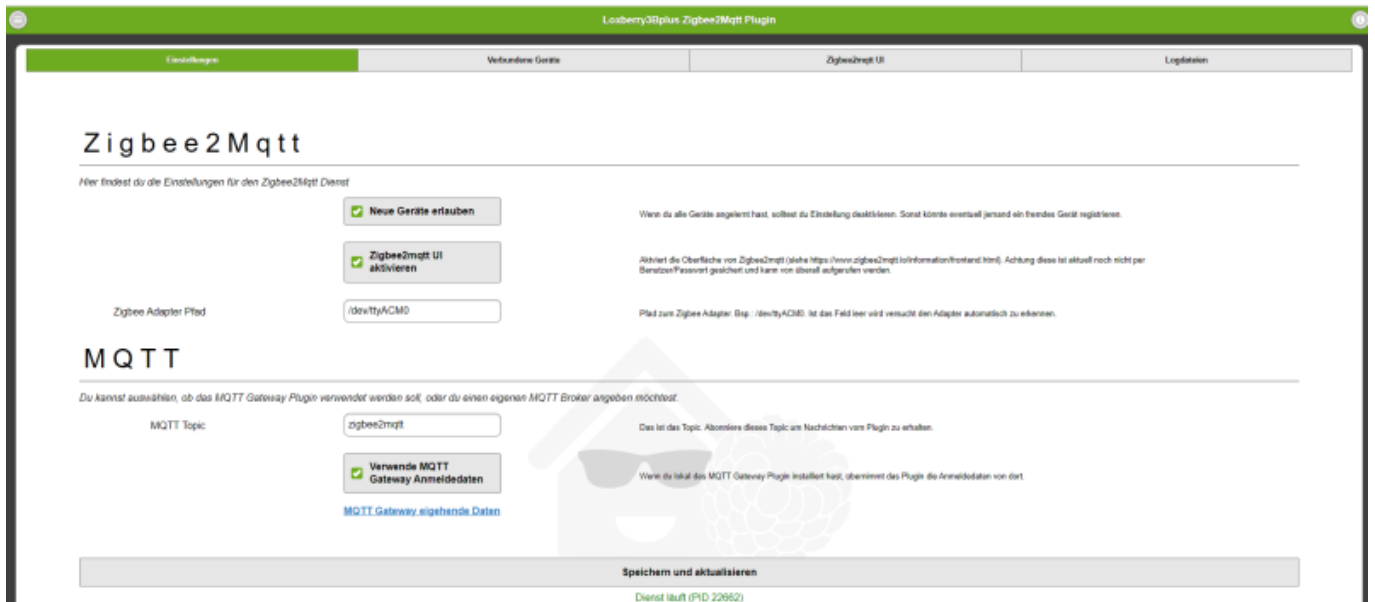 Loxberry3Bplus Zigbee2Mqtt Plugin
Einstellungen
Verbundene Geräte
Zigbee2mqtt UI
Logdateien
Zigbee2Mqtt
Hier findest du die Einstellungen für den Zigbee2Mqtt Dienst
Neue Geräte erlauben
Wenn du alle Geräte angelernt hast, solltest du Einstellung deaktivieren. Sonst könnte eventuell jemand ein fremdes Gerät registrieren.
Zigbee2mqtt UI
aktivieren
Aktiviert die Oberfläche von Zigbee2mqtt (siehe https://www.zigbee2mqtt.io/information/frontend.html). Achtung diese ist aktuell noch nicht per
Benutzer/Passwort gesichert und kann von überall aufgerufen werden.
Zigbee Adapter Pfad
/dev/ttyACM0
Pfad zum Zigbee Adapter. Bsp.: /dev/ttyACM0. Ist das Feld leer wird versucht den Adapter automatisch zu erkennen.
MQTT
Du kannst auswählen, ob das MQTT Gateway Plugin verwendet werden soll, oder du einen eigenen MQTT Broker angeben möchtest.
MQTT Topic
zigbee2mqtt
Das ist das Topic. Abonniere dieses Topic um Nachrichten vom Plugin zu erhalten.
Verwende MQTT
Gateway Anmeldedaten
Wenn du lokal das MQTT Gateway Plugin installiert hast, übernimmt das Plugin die Anmeldedaten von dort.
MQTT Gateway eigehende Daten
Speichern und aktualisieren
Dienst läuft (PID 22662)